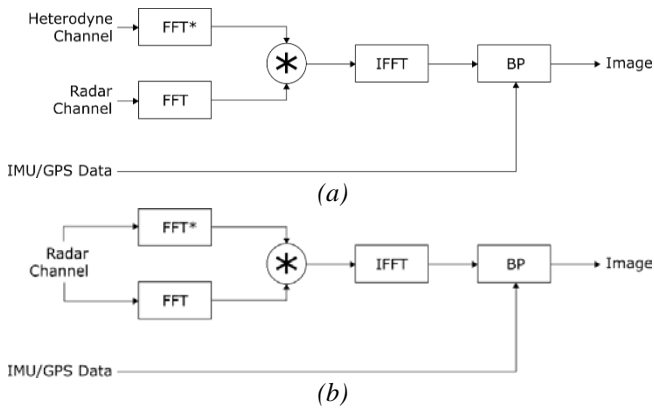 Heterodyne
Channel
FFT*
Radar
Channel
FFT
*
IFFT
BP
Image
IMU/GPS Data
(a)
Radar
Channel
FFT*
FFT
*
IFFT
BP
Image
IMU/GPS Data
(b)